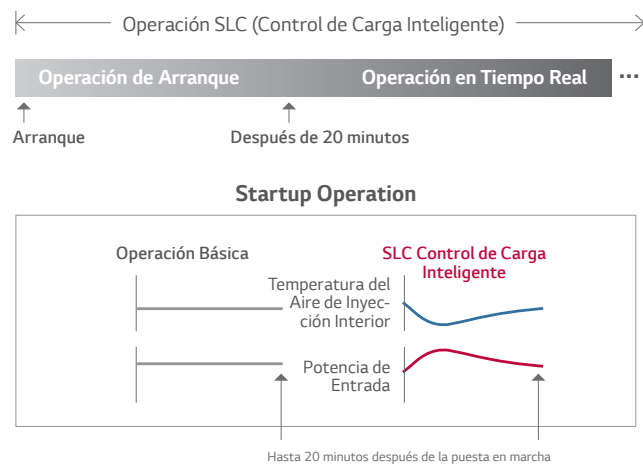 Operación SLC (Control de Carga Inteligente)
Operación de Arranque
Operación en Tiempo Real
...
Arranque
Después de 20 minutos
Startup Operation
Operación Básica
SLC Control de Carga
Inteligente
Temperatura del
Aire de Inyec-
ción Interior
Potencia de
Entrada
Hasta 20 minutos después de la puesta en marcha